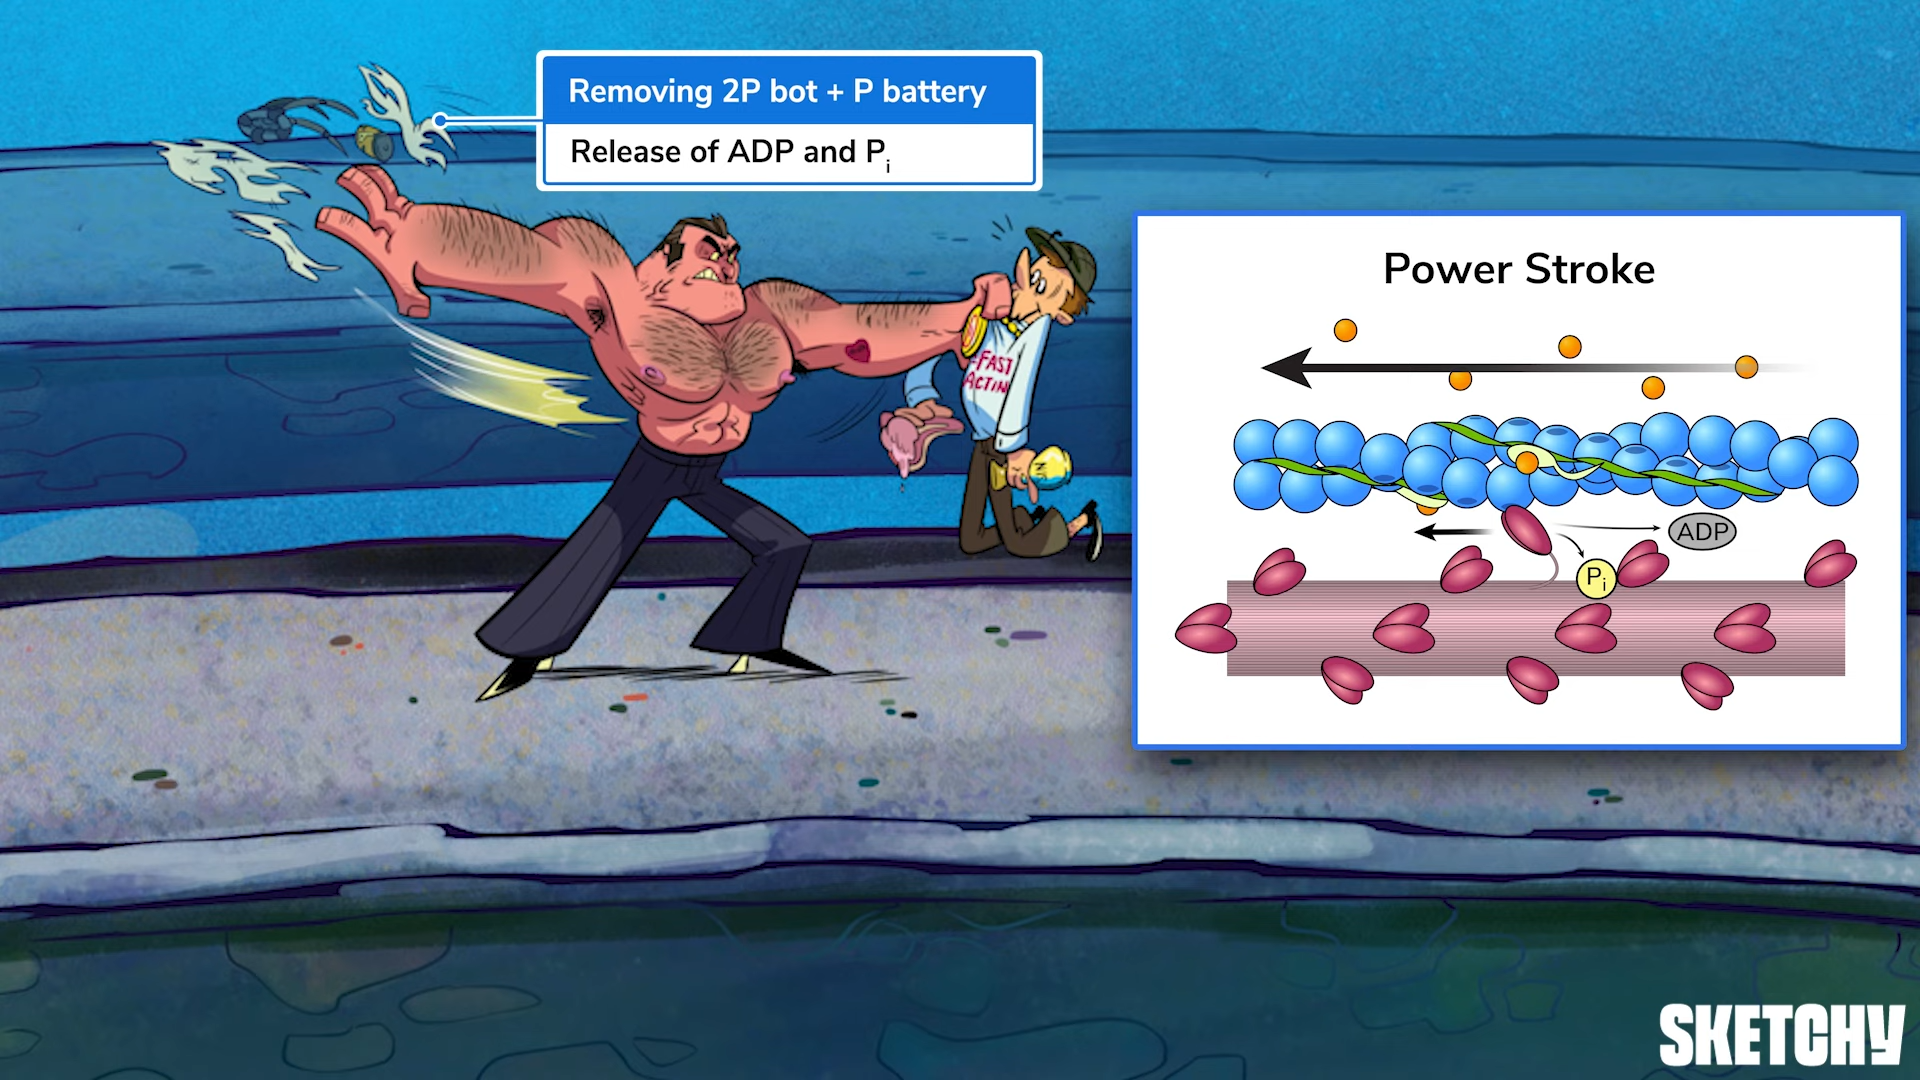 Removing 2P bot + P battery
Release of ADP and Pi
Power Stroke
FAST
ACTIN
ADP
Pi
SKETCHY